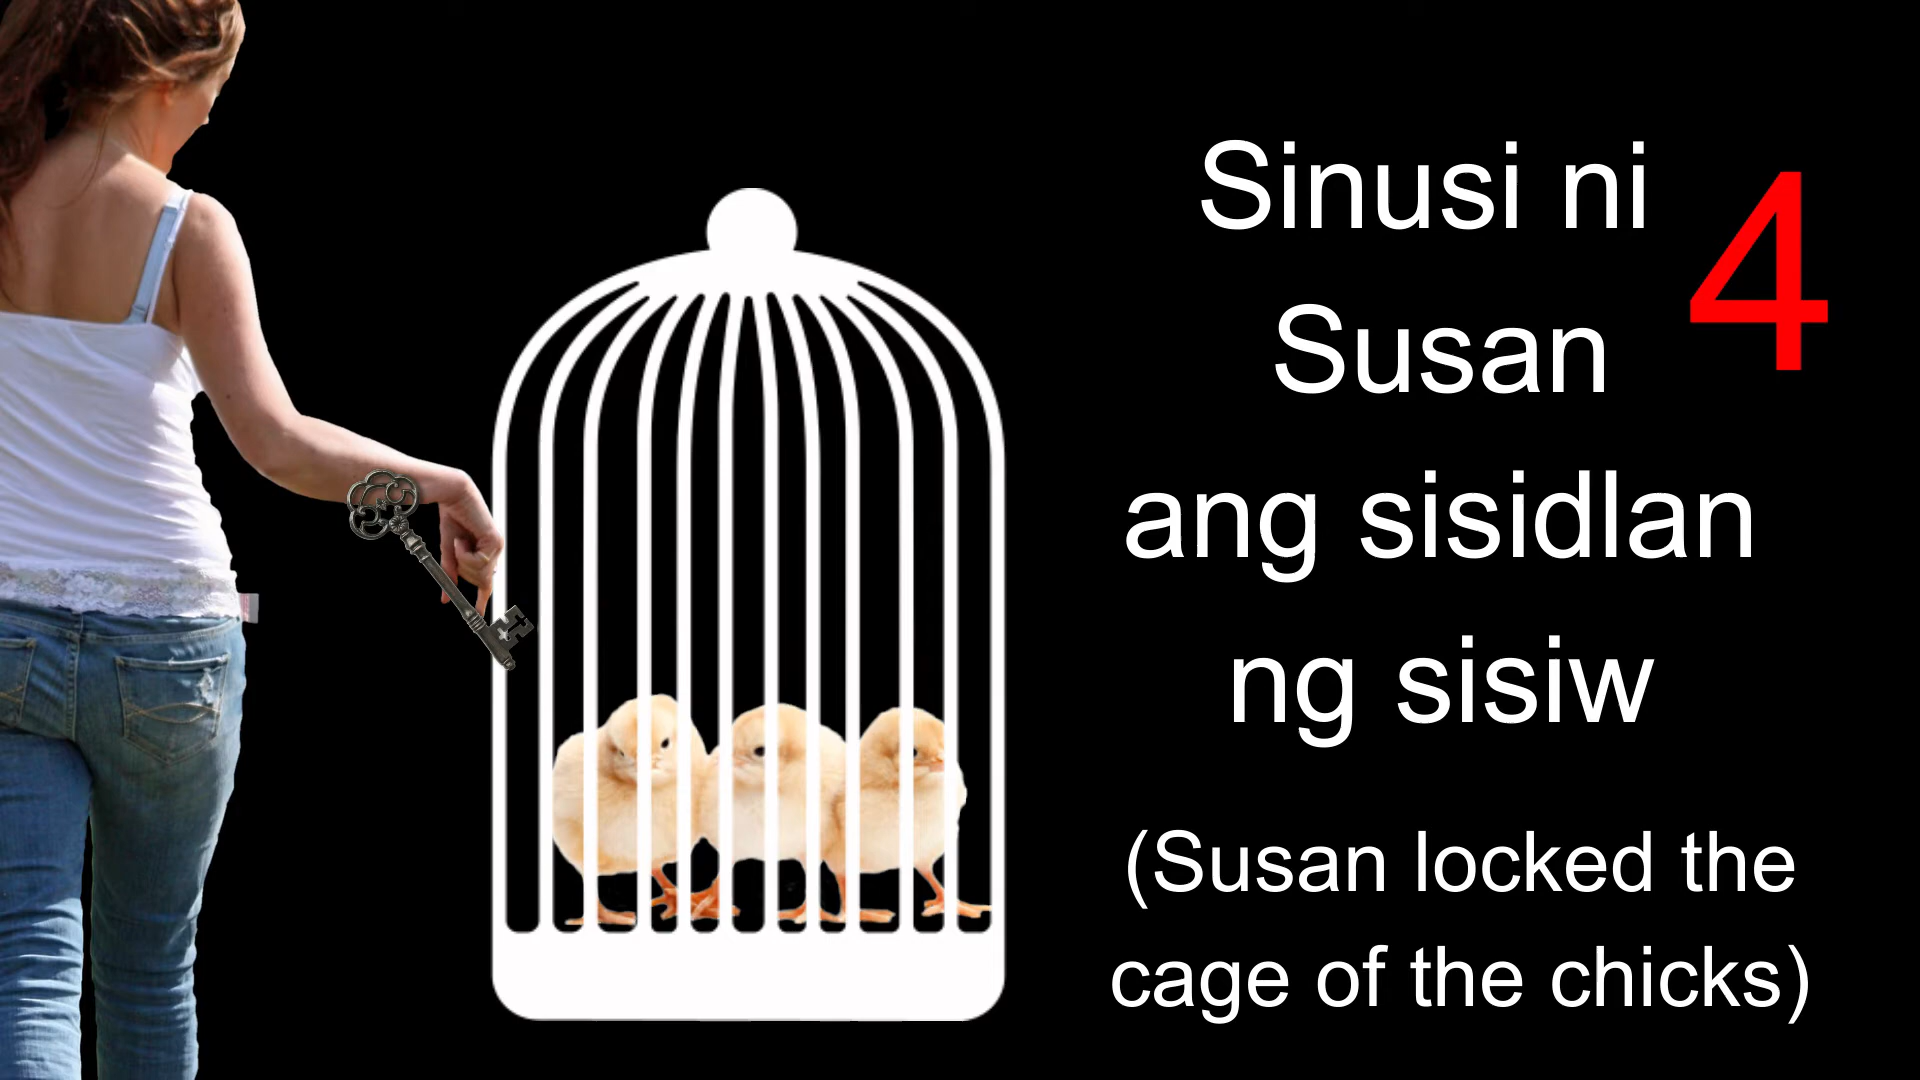 Sinusi ni
4
Susan
ang sisidlan
ng sisiw
(Susan locked the
cage of the chicks)